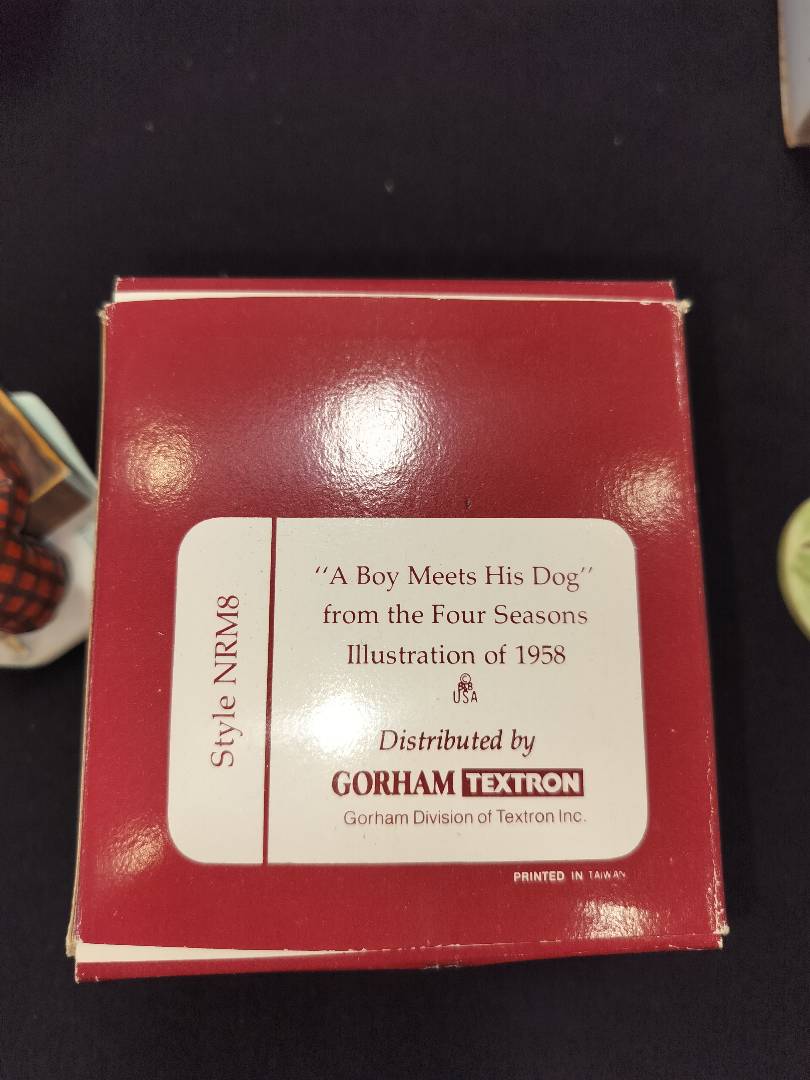 Style NRM8
"A Boy Meets His Dog"
from the Four Seasons
Illustration of 1958
©
USA
Distributed by
GORHAM TEXTRON
Gorham Division of Textron Inc.
PRINTED IN TAIWAN